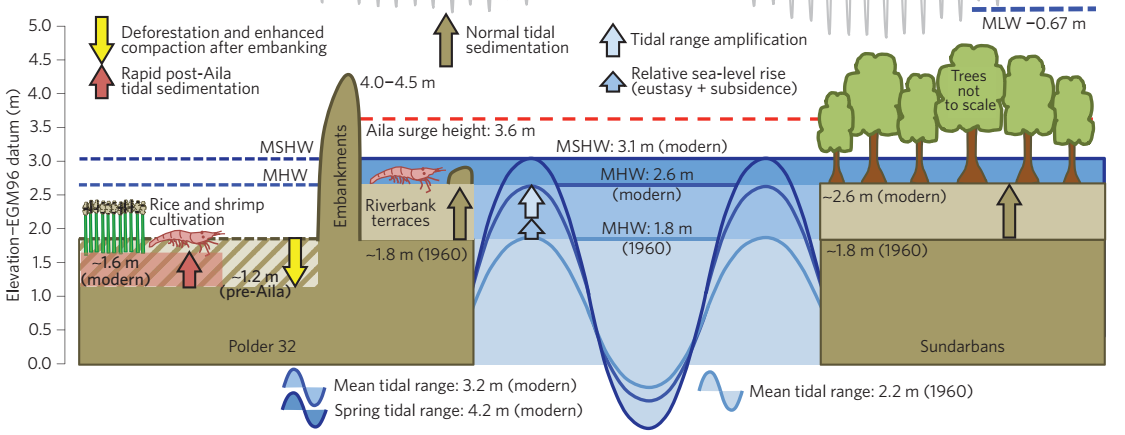 MLW −0.67 m
5.0
4.5
4.0
3.5
3.0
2.5
2.0
1.5
1.0
0.5
0.0
Elevation−EGM96 datum (m)
Deforestation and enhanced
compaction after embanking
Rapid post-Aila
tidal sedimentation
Normal tidal
sedimentation
Tidal range amplification
Relative sea-level rise
(eustasy + subsidence)
4.0−4.5 m
Trees
not
to scale
Aila surge height: 3.6 m
MSHW
MSHW: 3.1 m (modern)
MHW
MHW: 2.6 m
(modern)
Embankments
Rice and shrimp
cultivation
Riverbank
terraces
~2.6 m (modern)
MHW: 1.8 m
(1960)
~1.8 m (1960)
~1.8 m (1960)
~1.6 m
(modern)
~1.2 m
(pre-Aila)
Polder 32
Sundarbans
Mean tidal range: 3.2 m (modern)
Spring tidal range: 4.2 m (modern)
Mean tidal range: 2.2 m (1960)